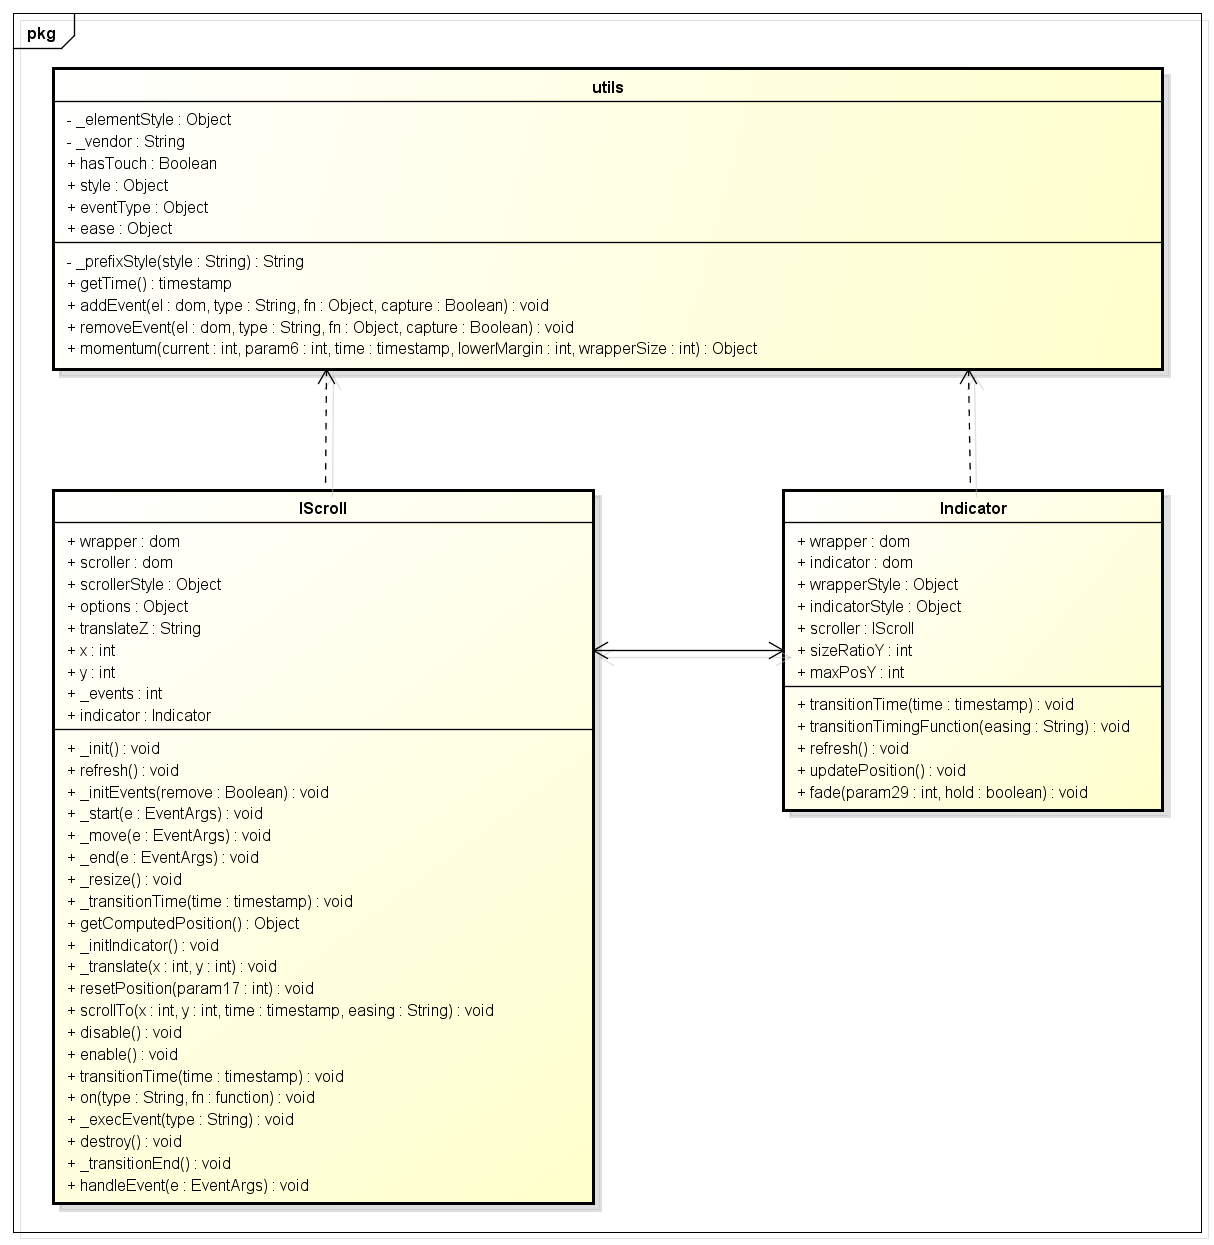 pkg
utils
- _elementStyle : Object
- _vendor : String
+ hasTouch : Boolean
+ style : Object
+ eventType : Object
+ ease : Object
- _prefixStyle(style : String) : String
+ getTime() : timestamp
+ addEvent(el : dom, type : String, fn : Object, capture : Boolean) : void
+ removeEvent(el : dom, type : String, fn : Object, capture : Boolean) : void
+ momentum(current : int, param6 : int, time : timestamp, lowerMargin : int, wrapperSize : int) : Object
IScroll
+ wrapper : dom
+ scroller : dom
+ scrollerStyle : Object
+ options : Object
+ translateZ : String
+ x : int
+ y : int
+ _events : int
+ indicator : Indicator
+ _init() : void
+ refresh() : void
+ _initEvents(remove : Boolean) : void
+ _start(e : EventArgs) : void
+ _move(e : EventArgs) : void
+ _end(e : EventArgs) : void
+ _resize() : void
+ _transitionTime(time : timestamp) : void
+ getComputedPosition() : Object
+ _initIndicator() : void
+ _translate(x : int, y : int) : void
+ resetPosition(param17 : int) : void
+ scrollTo(x : int, y : int, time : timestamp, easing : String) : void
+ disable() : void
+ enable() : void
+ transitionTime(time : timestamp) : void
+ on(type : String, fn : function) : void
+ _execEvent(type : String) : void
+ destroy() : void
+ _transitionEnd() : void
+ handleEvent(e : EventArgs) : void
Indicator
+ wrapper : dom
+ indicator : dom
+ wrapperStyle : Object
+ indicatorStyle : Object
+ scroller : IScroll
+ sizeRatioY : int
+ maxPosY : int
+ transitionTime(time : timestamp) : void
+ transitionTimingFunction(easing : String) : void
+ refresh() : void
+ updatePosition() : void
+ fade(param29 : int, hold : boolean) : void